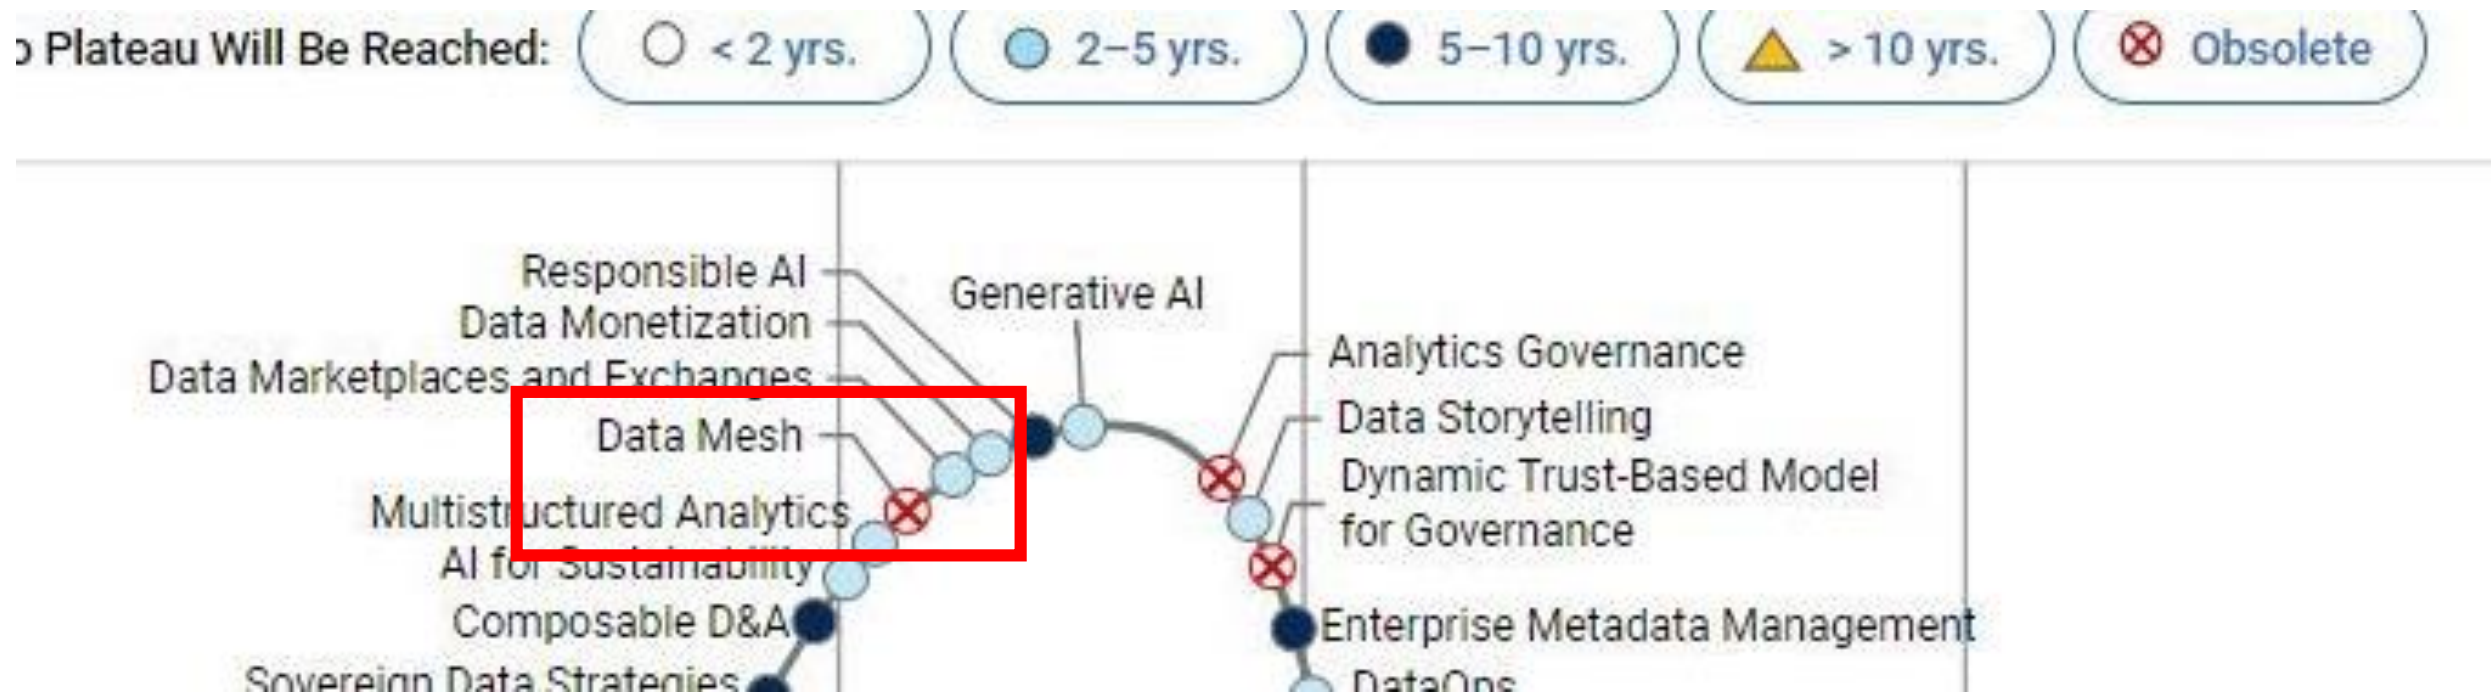 o Plateau Will Be Reached:
< 2 yrs.
2–5 yrs.
5–10 yrs.
> 10 yrs.
Obsolete
Responsible AI
Generative AI
Data Monetization
Analytics Governance
Data Marketplaces and Exchanges
Data Storytelling
Data Mesh
Dynamic Trust-Based Model
for Governance
Multistructured Analytics
AI for Sustainability
Composable D&A
Enterprise Metadata Management
Sovereign Data Strategies
DataOps